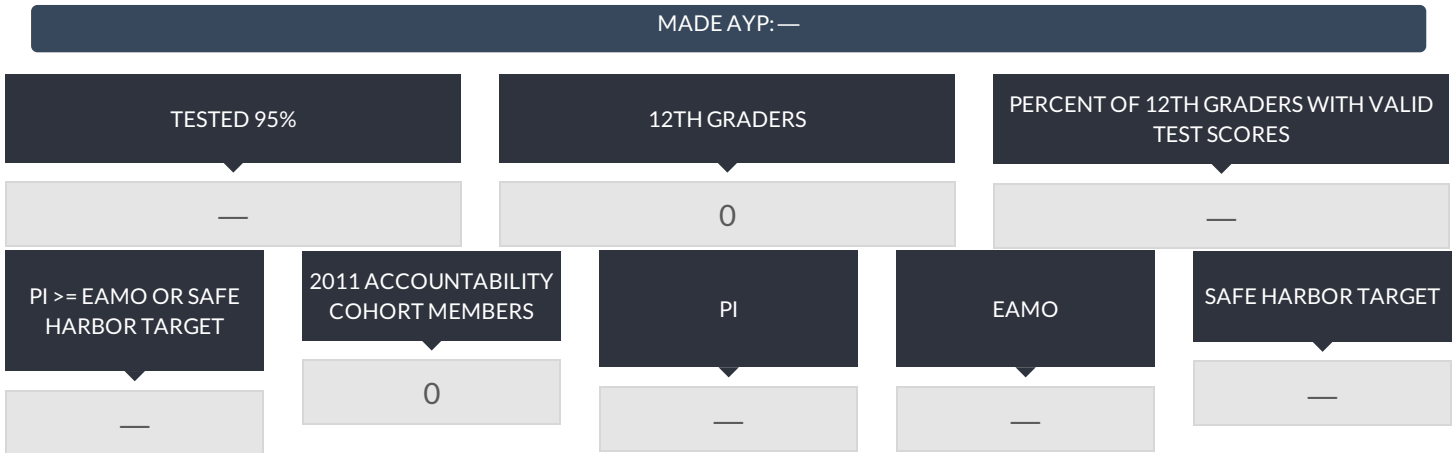 MADE AYP: —
TESTED 95%
—
12TH GRADERS
0
PERCENT OF 12TH GRADERS WITH VALID
TEST SCORES
—
PI >= EAMO OR SAFE
HARBOR TARGET
—
2011 ACCOUNTABILITY
COHORT MEMBERS
0
PI
—
EAMO
—
SAFE HARBOR TARGET
—